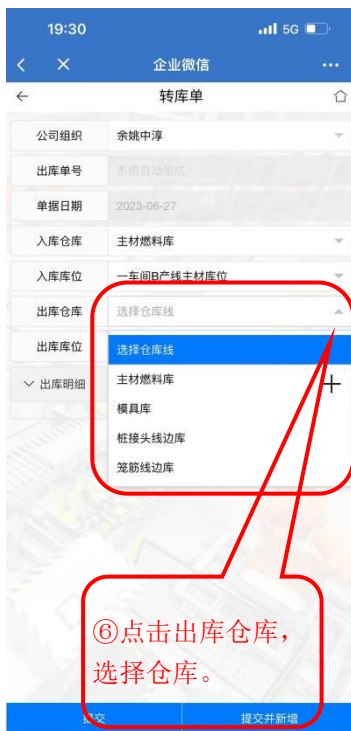 19:30
5G
企业微信
转库单
公司组织 余姚中淳
出库单号 系统自动生成
单据日期 2023-06-27
入库仓库 主材燃料库
入库库位 一车间B产线主材库位
出库仓库 选择仓库线
出库库位 选择仓库线
出库明细 主材燃料库
模具库
桩接头线边库
笼筋线边库
⑥点击出库仓库，
选择仓库。
提交 提交并新增